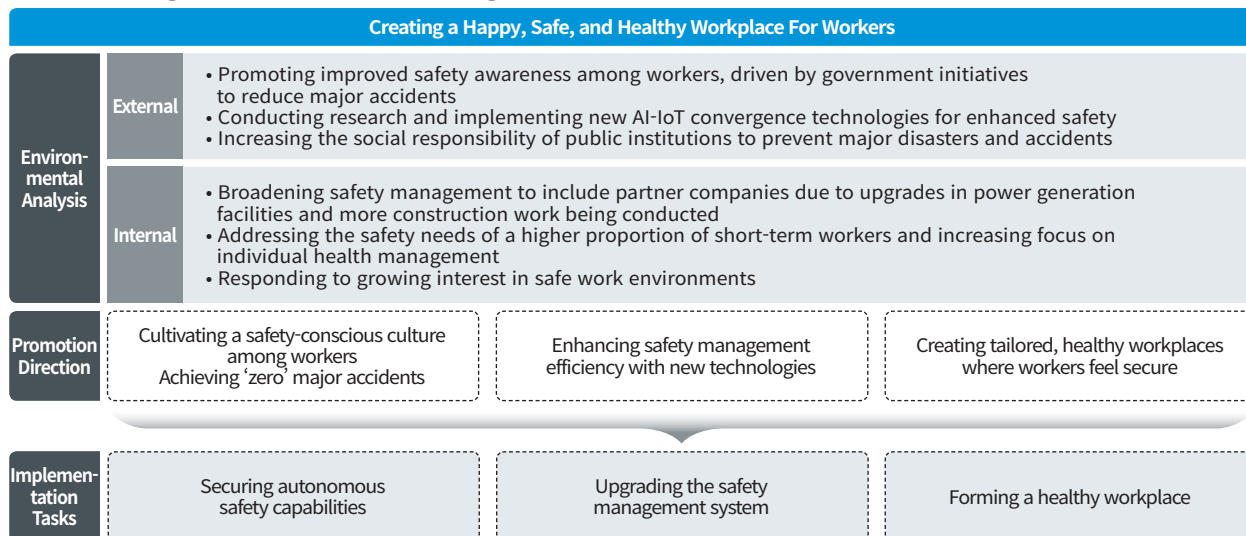 Creating a Happy, Safe, and Healthy Workplace For Workers
Environ-
mental
Analysis
External
• Promoting improved safety awareness among workers, driven by government initiatives
to reduce major accidents
• Conducting research and implementing new AI-IoT convergence technologies for enhanced safety
• Increasing the social responsibility of public institutions to prevent major disasters and accidents
Internal
• Broadening safety management to include partner companies due to upgrades in power generation
facilities and more construction work being conducted
• Addressing the safety needs of a higher proportion of short-term workers and increasing focus on
individual health management
• Responding to growing interest in safe work environments
Promotion
Direction
Cultivating a safety-conscious culture
among workers
Achieving ‘zero’ major accidents
Enhancing safety management
efficiency with new technologies
Creating tailored, healthy workplaces
where workers feel secure
Implemen-
tation
Tasks
Securing autonomous
safety capabilities
Upgrading the safety
management system
Forming a healthy workplace